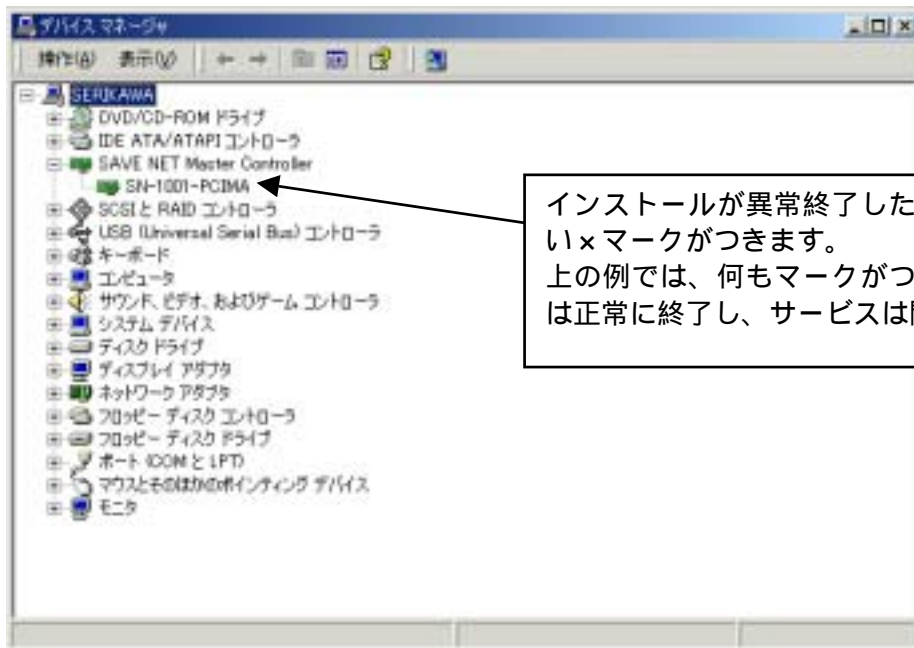 デバイス マネージャ
操作(A) 表示(V)
SERIKAWA
DVD/CD-ROM ドライブ
IDE ATA/ATAPI コントローラ
SAVE NET Master Controller
SN-1001-PCIMA
SCSI と RAID コントローラ
USB (Universal Serial Bus) コントローラ
キーボード
コンピュータ
サウンド、ビデオ、およびゲーム コントローラ
システム デバイス
ディスク ドライブ
ディスプレイ アダプタ
ネットワーク アダプタ
フロッピー ディスク コントローラ
フロッピー ディスク ドライブ
ポート (COM と LPT)
マウスとそのほかのポインティング デバイス
モニタ
インストールが異常終了した
い×マークがつきます。
上の例では、何もマークがつ
は正常に終了し、サービスは